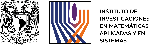 INSTITUTO DE
INVESTIGACIONES
EN MATEMÁTICAS
APLICADAS Y EN
SISTEMAS